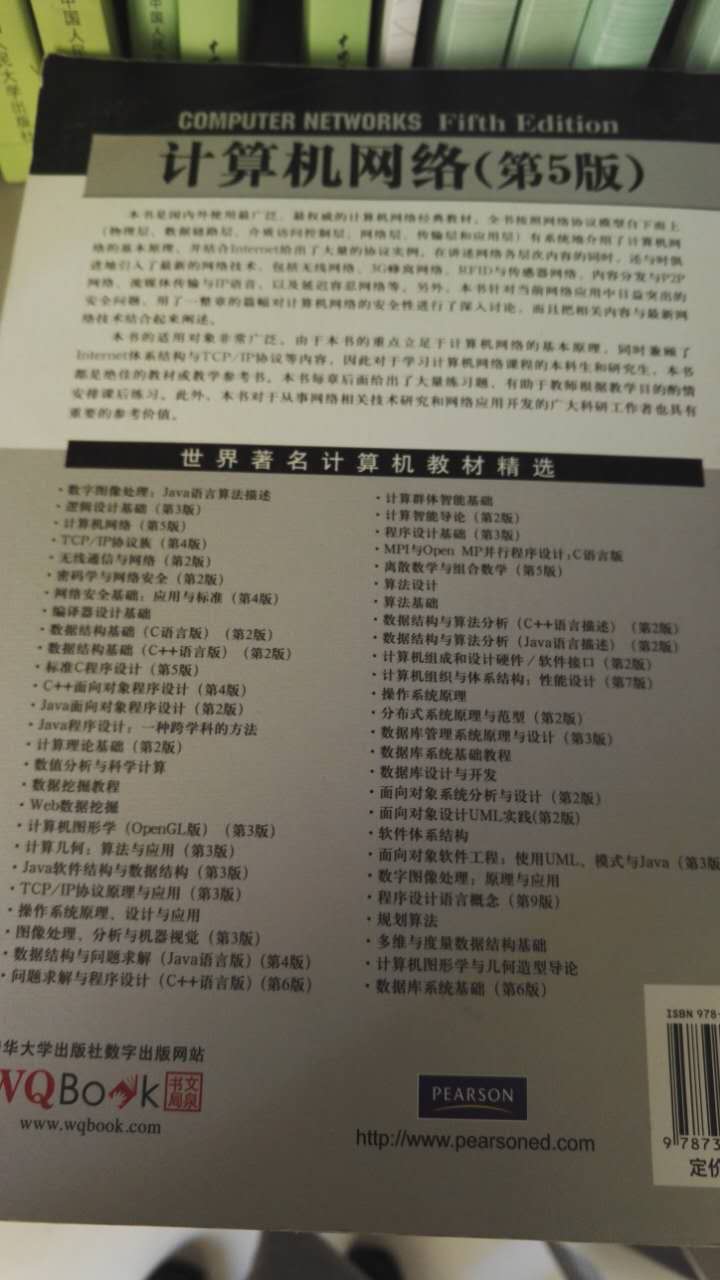 中国人民
大学出版社
中国人民
COMPUTER NETWORKS Fifth Edition
计算机网络(第5版)
本书是国内外使用最广泛、最权威的计算机网络经典教材。全书按照网络协议模型自下而上
(物理层、数据链路层、介质访问控制层、网络层、传输层和应用层)有系统地介绍了计算机网
络的基本原理,并结合Internet给出了大量的协议实例。在讲述网络各层次内容的同时,还与时俱
进地引入了最新的网络技术,包括无线网络、3G蜂窝网络、RFID与传感器网络、内容分发与P2P
网络、流媒体传输与IP语音,以及延迟容忍网络等。另外,本书针对当前网络应用中日益突出的
安全问题,用了一整章的篇幅对计算机网络的安全性进行了深入讨论,而且把相关内容与最新网
络技术结合起来阐述。
本书的适用对象非常广泛。由于本书的重点立足于计算机网络的基本原理,同时兼顾了
Internet体系结构与TCP/IP协议等内容,因此对于学习计算机网络课程的本科生和研究生,本书
都是绝佳的教材或教学参考书。本书每章后面给出了大量练习题,有助于教师根据教学目的酌情
安排课后练习。此外,本书对于从事网络相关技术研究和网络应用开发的广大科研工作者也具有
重要的参考价值。
世界著名计算机教材精选
·数字图像处理:Java语言算法描述
·逻辑设计基础(第3版)
·计算机网络(第5版)
·TCP/IP协议族(第4版)
·无线通信与网络(第2版)
·密码学与网络安全(第2版)
·网络安全基础:应用与标准(第4版)
·编译器设计基础
·数据结构基础(C语言版)(第2版)
·数据结构基础(C++语言版)(第2版)
·标准C程序设计(第5版)
·C++面向对象程序设计(第4版)
·Java面向对象程序设计(第2版)
·Java程序设计:一种跨学科的方法
·计算理论基础(第2版)
·数值分析与科学计算
·数据挖掘教程
·Web数据挖掘
·计算机图形学(OpenGL版)(第3版)
·计算几何:算法与应用(第3版)
·Java软件结构与数据结构(第3版)
·TCP/IP协议原理与应用(第3版)
·操作系统原理、设计与应用
·图像处理、分析与机器视觉(第3版)
·数据结构与问题求解(Java语言版)(第4版)
·问题求解与程序设计(C++语言版)(第6版)
·计算群体智能基础
·计算智能导论(第2版)
·程序设计基础(第3版)
·MPI与Open MP并行程序设计:C语言版
·离散数学与组合数学(第5版)
·算法设计
·算法基础
·数据结构与算法分析(C++语言描述)(第2版)
·数据结构与算法分析(Java语言描述)(第2版)
·计算机组成和设计硬件/软件接口(第2版)
·计算机组织与体系结构:性能设计(第7版)
·操作系统原理
·分布式系统原理与范型(第2版)
·数据库管理系统原理与设计(第3版)
·数据库系统基础教程
·数据库设计与开发
·面向对象系统分析与设计(第2版)
·面向对象设计UML实践(第2版)
·软件体系结构
·面向对象软件工程:使用UML、模式与Java(第3版
·数字图像处理:原理与应用
·程序设计语言概念(第9版)
·规划算法
·多维与度量数据结构基础
·计算机图形学与几何造型导论
·数据库系统基础(第6版)
华大学出版社数字出版网站
WQBook
书文局泉
www.wqbook.com
PEARSON
http://www.pearsoned.com
ISBN 978-
9 7873
定价